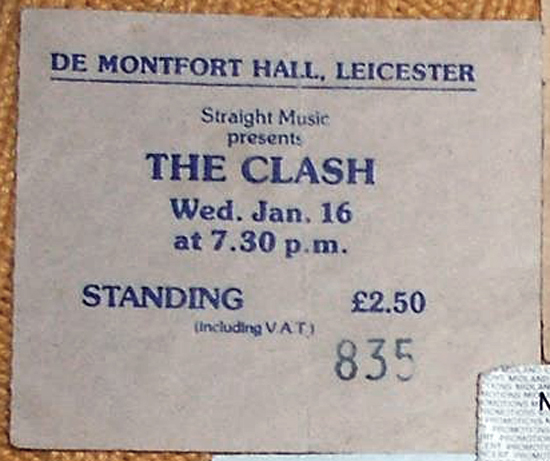 DE MONTFORT HALL, LEICESTER
Straight Music
presents
THE CLASH
Wed. Jan. 16
at 7.30 p.m.
STANDING £2.50
(including V.A.T.)
835
N